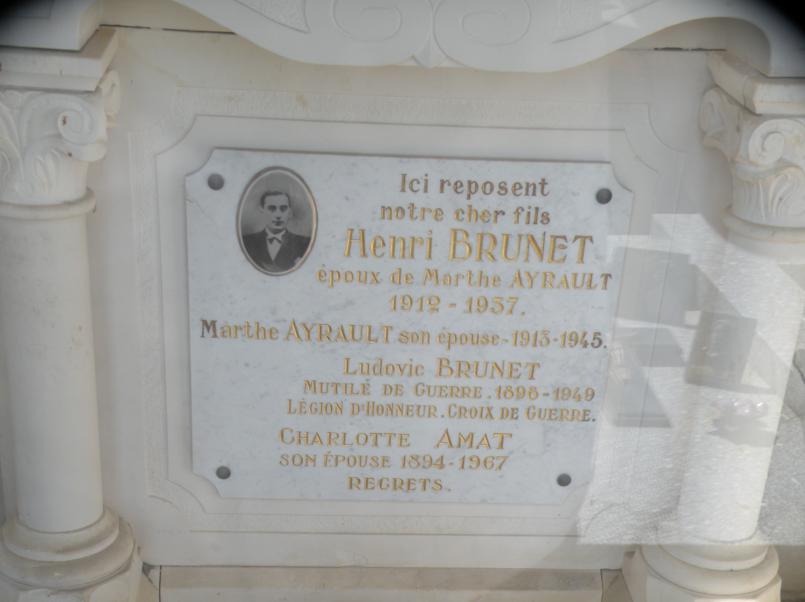 Ici reposent
notre cher fils
Henri BRUNET
époux de Marthe AYRAULT
1912 - 1937.
Marthe AYRAULT son épouse - 1913-1945.
Ludovic BRUNET
MUTILÉ DE GUERRE. 1898-1949
LÉGION D'HONNEUR. CROIX DE GUERRE.
CHARLOTTE AMAT
SON ÉPOUSE 1894-1967
REGRETS.